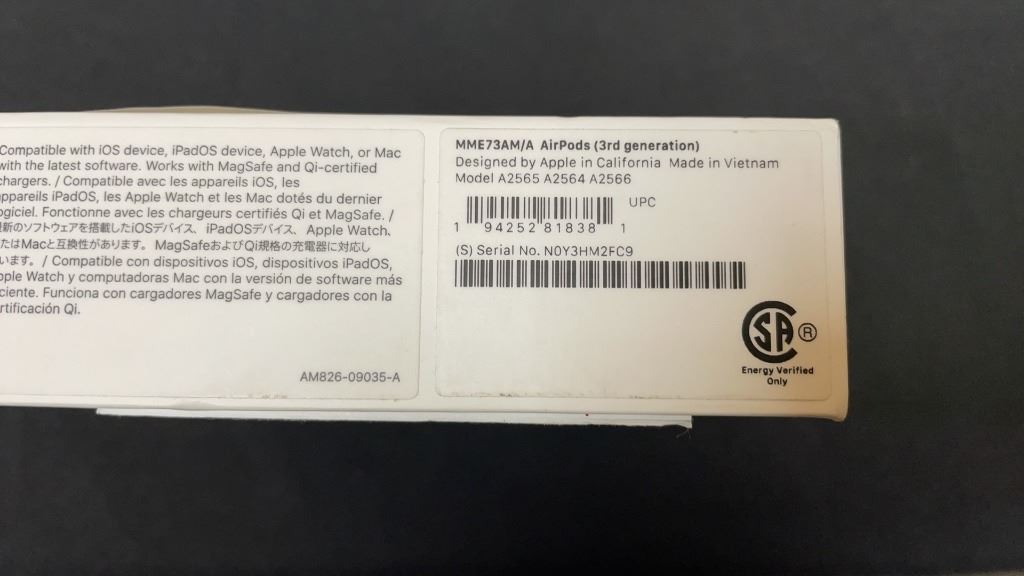 Compatible with iOS device, iPadOS device, Apple Watch, or Mac
with the latest software. Works with MagSafe and Qi-certified
chargers. / Compatible avec les appareils iOS, les
appareils iPadOS, les Apple Watch et les Mac dotés du dernier
logiciel. Fonctionne avec les chargeurs certifiés Qi et MagSafe. /
最新のソフトウェアを搭載したiOSデバイス、iPadOSデバイス、Apple Watch、
またはMacと互換性があります。MagSafeおよびQi規格の充電器に対応し
います。/ Compatible con dispositivos iOS, dispositivos iPadOS,
Apple Watch y computadoras Mac con la versión de software más
reciente. Funciona con cargadores MagSafe y cargadores con la
certificación Qi.
AM826-09035-A
MME73AM/A AirPods (3rd generation)
Designed by Apple in California Made in Vietnam
Model A2565 A2564 A2566
UPC
1 94252 81838 1
(S) Serial No. N0Y3HM2FC9
SA ®
Energy Verified
Only